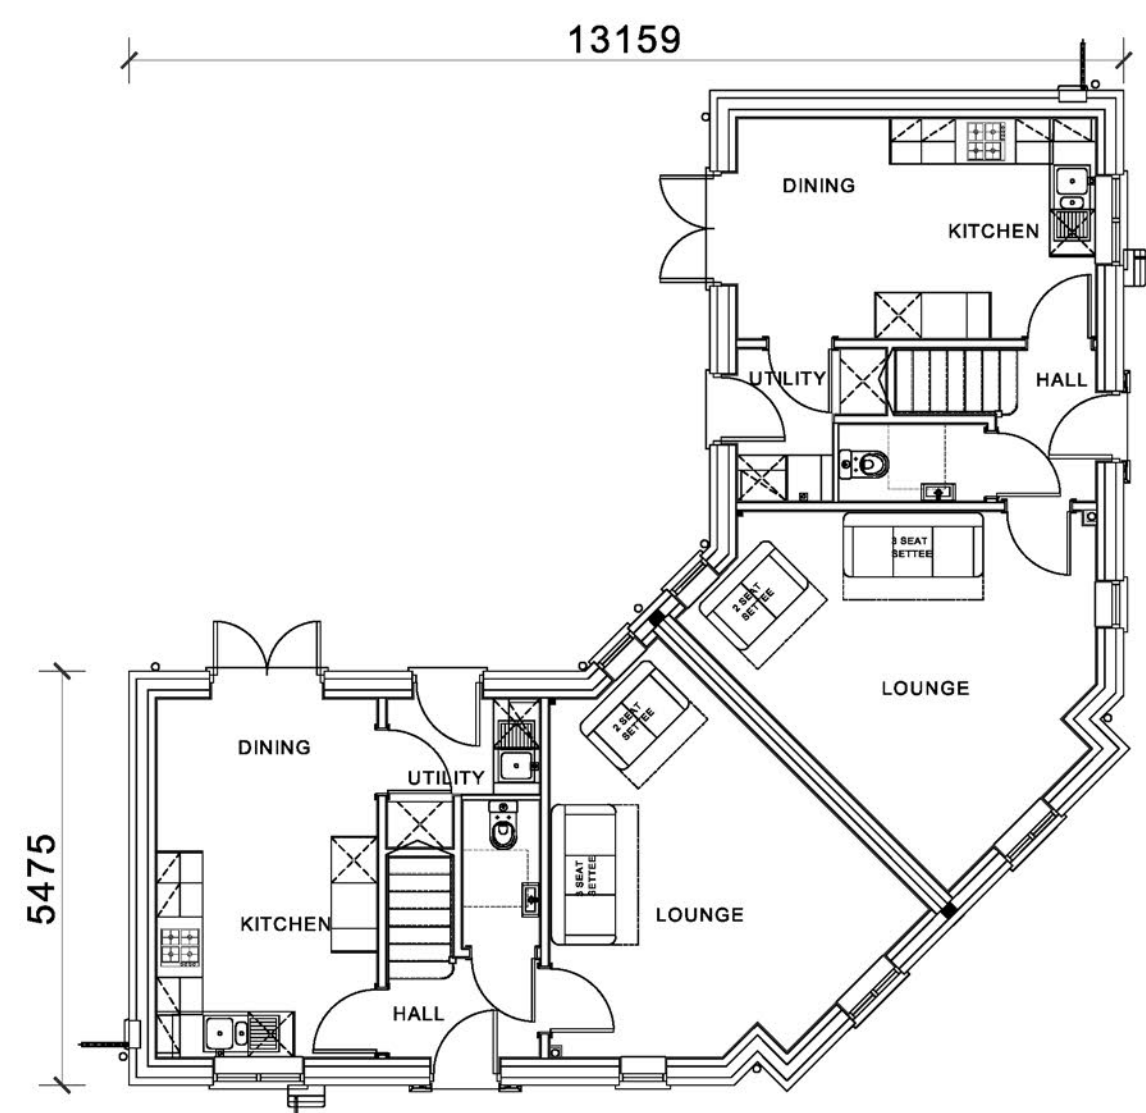 13159
DINING
KITCHEN
UTILITY
HALL
3 SEAT
SETTEE
2 SEAT
SETTEE
LOUNGE
2 SEAT
SETTEE
DINING
UTILITY
5475
3 SEAT
SETTEE
KITCHEN
LOUNGE
HALL